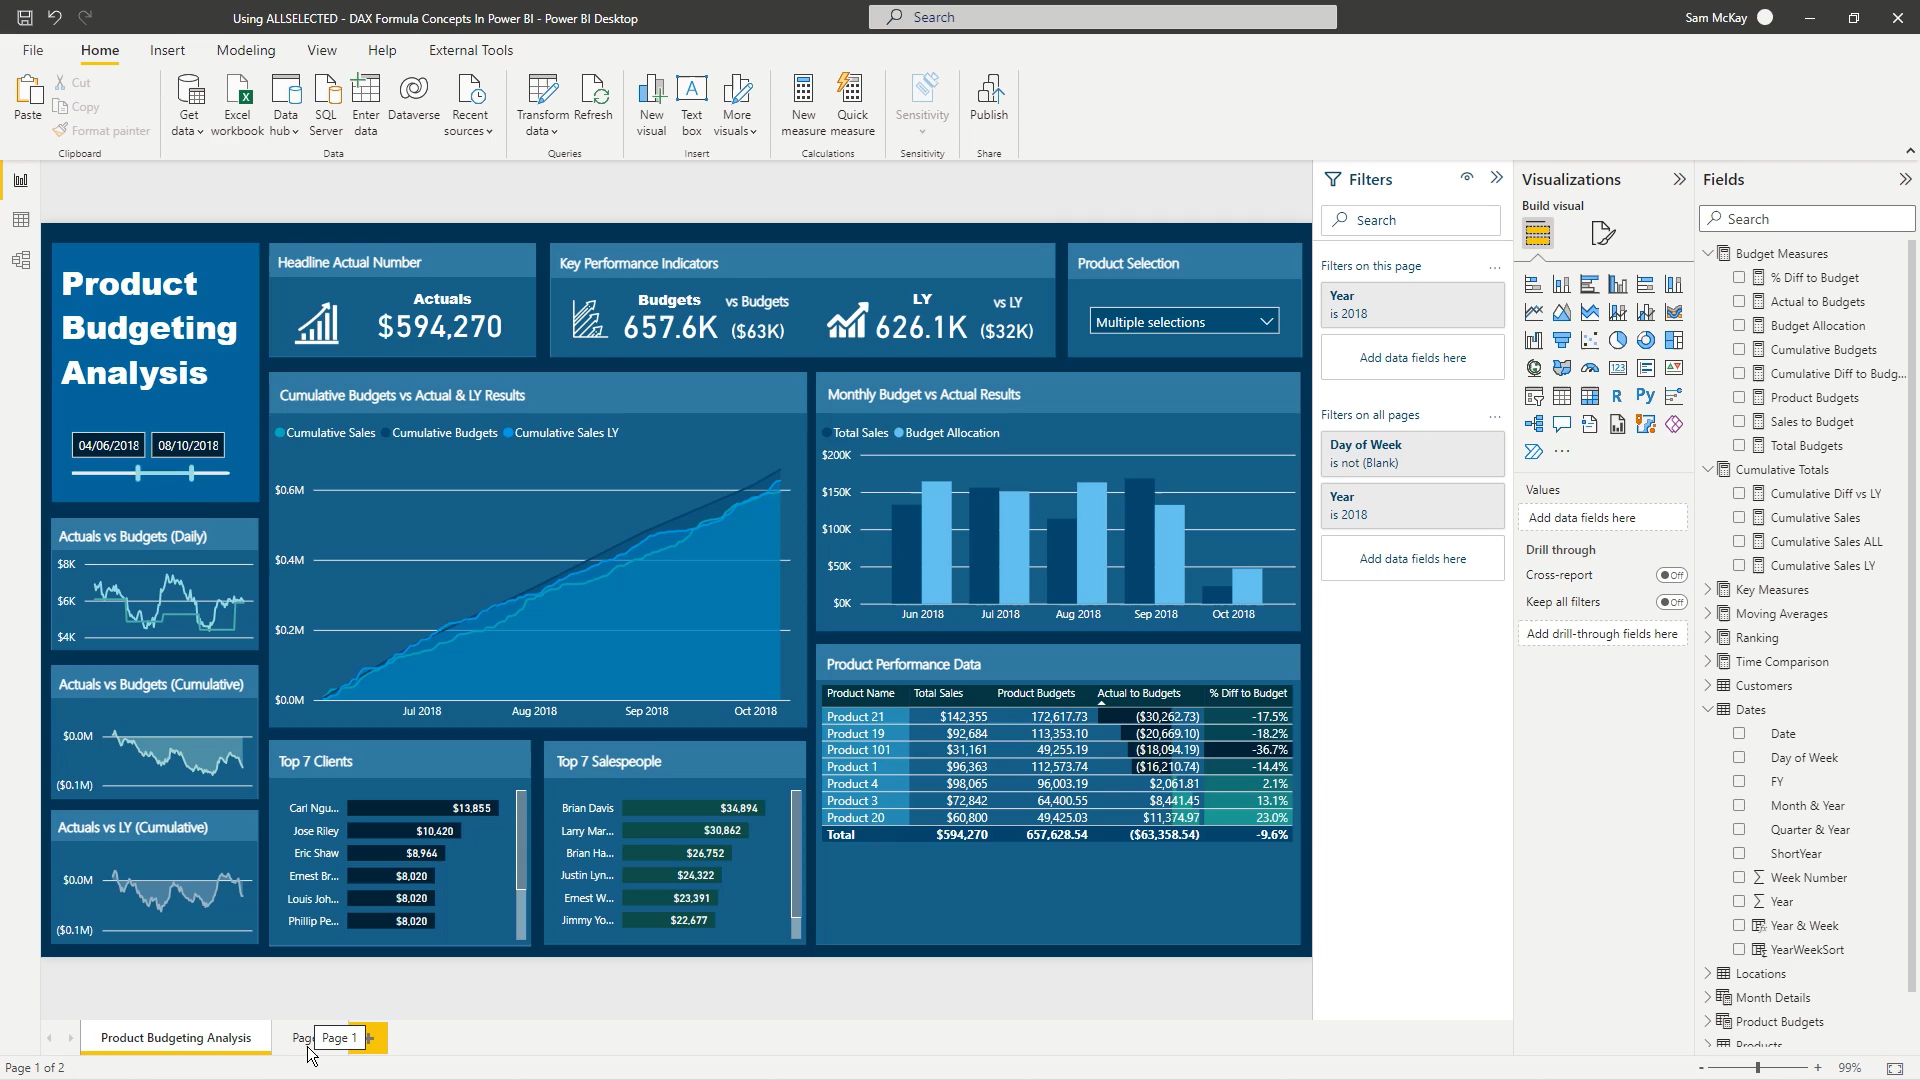 Using ALLSELECTED - DAX Formula Concepts In Power BI - Power BI Desktop
Search
Sam McKay
File Home Insert Modeling View Help External Tools
Paste
Cut
Copy
Format painter
Clipboard
Get data
Excel workbook
Data hub
SQL Server
Enter data
Dataverse
Recent sources
Data
Transform data
Refresh
Queries
New visual
Text box
More visuals
Insert
New measure
Quick measure
Calculations
Sensitivity
Sensitivity
Publish
Share
Product
Budgeting
Analysis
04/06/2018 08/10/2018
Headline Actual Number
Actuals
$594,270
Key Performance Indicators
Budgets vs Budgets
657.6K ($63K)
LY vs LY
626.1K ($32K)
Product Selection
Multiple selections
Actuals vs Budgets (Daily)
$8K
$6K
$4K
Actuals vs Budgets (Cumulative)
$0.0M
($0.1M)
Actuals vs LY (Cumulative)
$0.0M
($0.1M)
Cumulative Budgets vs Actual & LY Results
Cumulative Sales Cumulative Budgets Cumulative Sales LY
$0.6M
$0.4M
$0.2M
$0.0M
Jul 2018 Aug 2018 Sep 2018 Oct 2018
Monthly Budget vs Actual Results
Total Sales Budget Allocation
$200K
$150K
$100K
$50K
$0K
Jun 2018 Jul 2018 Aug 2018 Sep 2018 Oct 2018
Top 7 Clients
Carl Ngu... $13,855
Jose Riley $10,420
Eric Shaw $8,964
Ernest Br... $8,020
Louis Joh... $8,020
Phillip Pe... $8,020
Top 7 Salespeople
Brian Davis $34,894
Larry Mar... $30,862
Brian Ha... $26,752
Justin Lyn... $24,322
Ernest W... $23,391
Jimmy Yo... $22,677
Product Performance Data
Product Name Total Sales Product Budgets Actual to Budgets % Diff to Budget
Product 21 $142,355 172,617.73 ($30,262.73) -17.5%
Product 19 $92,684 113,353.10 ($20,669.10) -18.2%
Product 101 $31,161 49,255.19 ($18,094.19) -36.7%
Product 1 $96,363 112,573.74 ($16,210.74) -14.4%
Product 4 $98,065 96,003.19 $2,061.81 2.1%
Product 3 $72,842 64,400.55 $8,441.45 13.1%
Product 20 $60,800 49,425.03 $11,374.97 23.0%
Total $594,270 657,628.54 ($63,358.54) -9.6%
Filters
Search
Filters on this page ...
Year
is 2018
Add data fields here
Filters on all pages ...
Day of Week
is not (Blank)
Year
is 2018
Add data fields here
Visualizations
Build visual
R Py
123
...
Values
Add data fields here
Drill through
Cross-report Off
Keep all filters Off
Add drill-through fields here
Fields
Search
Budget Measures
% Diff to Budget
Actual to Budgets
Budget Allocation
Cumulative Budgets
Cumulative Diff to Budg...
Product Budgets
Sales to Budget
Total Budgets
Cumulative Totals
Cumulative Diff vs LY
Cumulative Sales
Cumulative Sales ALL
Cumulative Sales LY
Key Measures
Moving Averages
Ranking
Time Comparison
Customers
Dates
Date
Day of Week
FY
Month & Year
Quarter & Year
ShortYear
Week Number
Year
Year & Week
YearWeekSort
Locations
Month Details
Product Budgets
Products
Product Budgeting Analysis
Page 1
Page 1 of 2
- + 99%